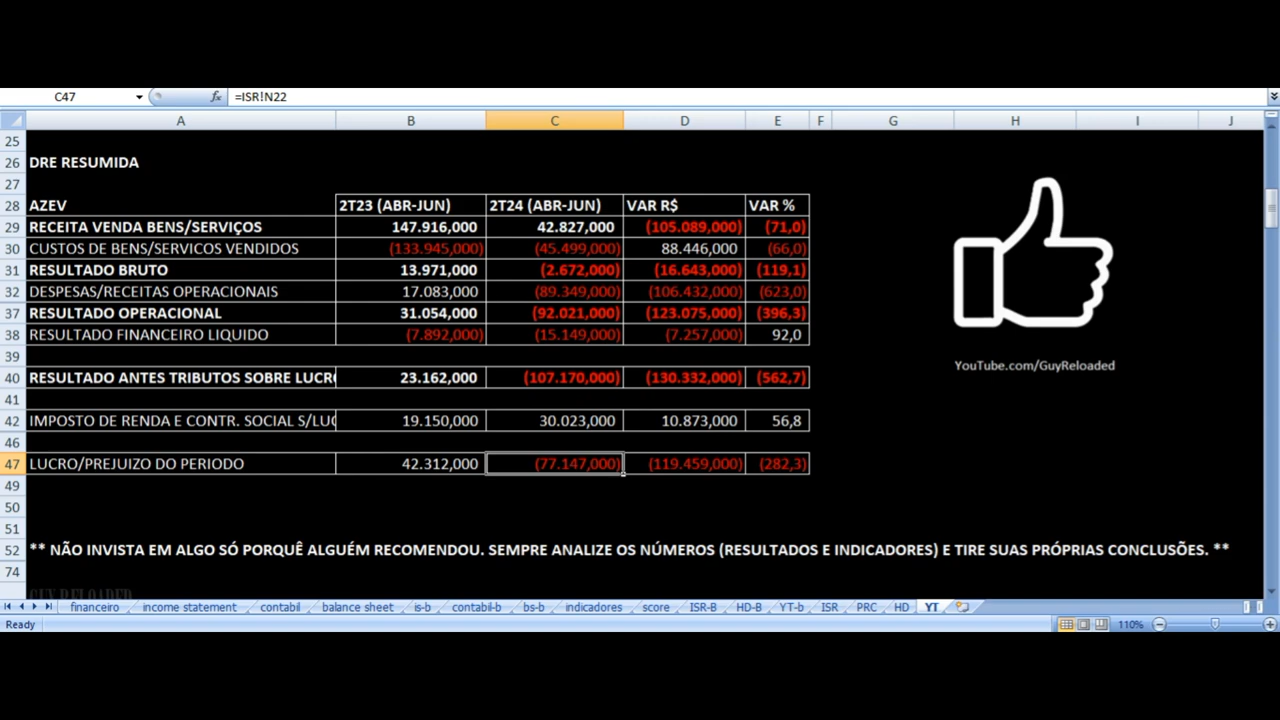 C47 fx =ISR!N22
A B C D E F G H I J
25
26 DRE RESUMIDA
27
28 AZEV 2T23 (ABR-JUN) 2T24 (ABR-JUN) VAR R$ VAR %
29 RECEITA VENDA BENS/SERVIÇOS 147.916,000 42.827,000 (105.089,000) (71,0)
30 CUSTOS DE BENS/SERVICOS VENDIDOS (133.945,000) (45.499,000) 88.446,000 (66,0)
31 RESULTADO BRUTO 13.971,000 (2.672,000) (16.643,000) (119,1)
32 DESPESAS/RECEITAS OPERACIONAIS 17.083,000 (89.349,000) (106.432,000) (623,0)
37 RESULTADO OPERACIONAL 31.054,000 (92.021,000) (123.075,000) (396,3)
38 RESULTADO FINANCEIRO LIQUIDO (7.892,000) (15.149,000) (7.257,000) 92,0
YouTube.com/GuyReloaded
39
40 RESULTADO ANTES TRIBUTOS SOBRE LUCRO 23.162,000 (107.170,000) (130.332,000) (562,7)
41
42 IMPOSTO DE RENDA E CONTR. SOCIAL S/LUC 19.150,000 30.023,000 10.873,000 56,8
46
47 LUCRO/PREJUIZO DO PERIODO 42.312,000 (77.147,000) (119.459,000) (282,3)
49
50
51
52 ** NÃO INVISTA EM ALGO SÓ PORQUÊ ALGUÉM RECOMENDOU. SEMPRE ANALIZE OS NÚMEROS (RESULTADOS E INDICADORES) E TIRE SUAS PRÓPRIAS CONCLUSÕES. **
74
GUY RELOADED
financeiro income statement contabil balance sheet is-b contabil-b bs-b indicadores score ISR-B HD-B YT-b ISR PRC HD YT
Ready 110%